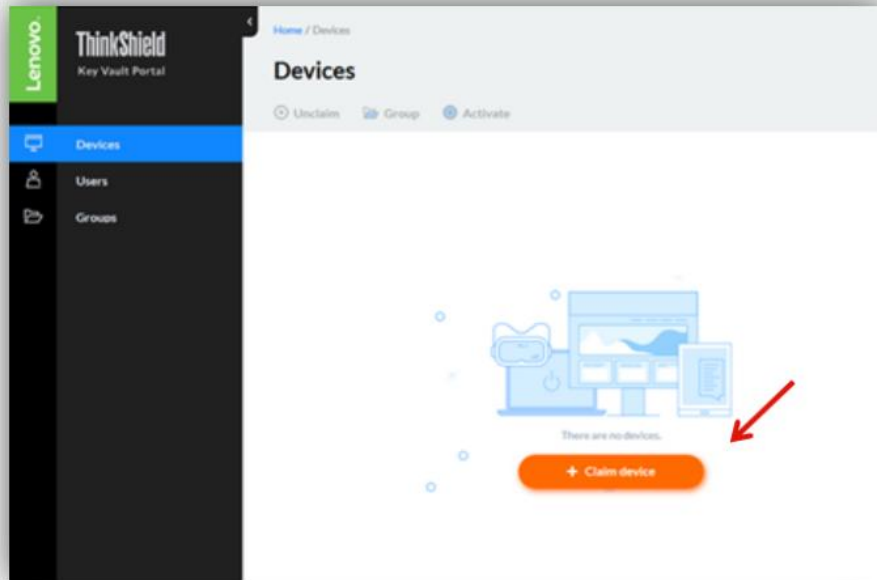 Lenovo.
ThinkShield
Key Vault Portal
Devices
Users
Groups
Home / Devices
Devices
Unclaim Group Activate
There are no devices.
+ Claim device